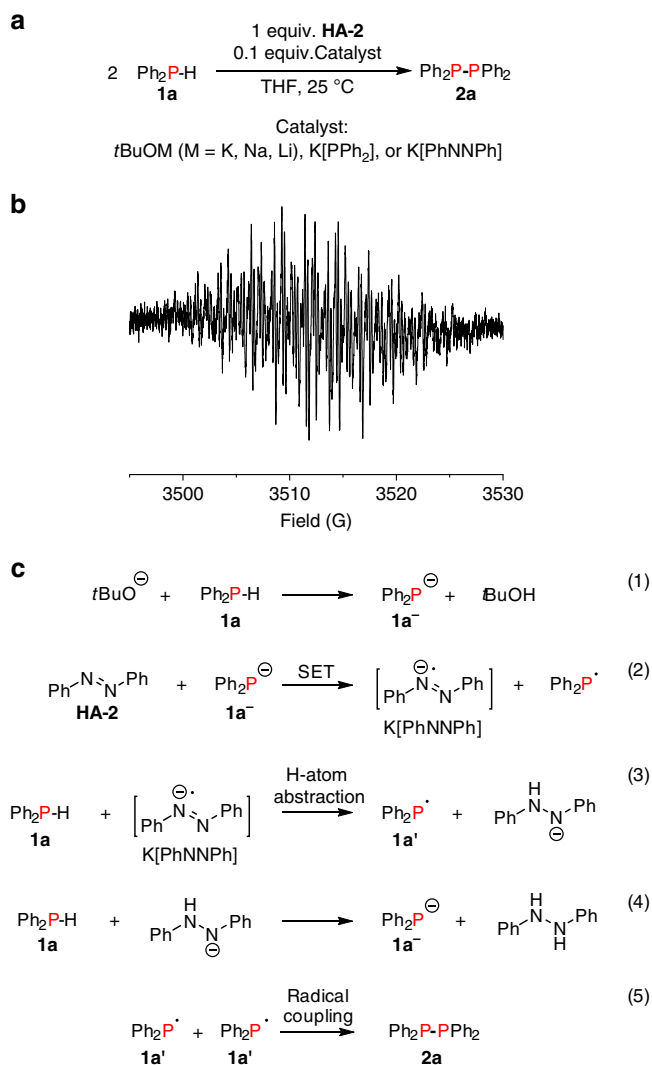 a
2 Ph₂P-H
1a
1 equiv. HA-2
0.1 equiv.Catalyst
THF, 25 °C
Ph₂P-PPh₂
2a
Catalyst:
tBuOM (M = K, Na, Li), K[PPh₂], or K[PhNNPh]
b
3500 3510 3520 3530
Field (G)
c
tBuO⊖ + Ph₂P-H Ph₂P⊖ + tBuOH (1)
1a 1a⁻
Ph N=N Ph + Ph₂P⊖ SET [Ph N⊖· = N Ph] + Ph₂P· (2)
HA-2 1a⁻ K[PhNNPh]
Ph₂P-H + [Ph N⊖· = N Ph] H-atom abstraction Ph₂P· + Ph N H N⊖ Ph (3)
1a K[PhNNPh] 1a'
Ph₂P-H + Ph N H N⊖ Ph Ph₂P⊖ + Ph N H N H Ph (4)
1a 1a⁻
Ph₂P· + Ph₂P· Radical coupling Ph₂P-PPh₂ (5)
1a' 1a' 2a